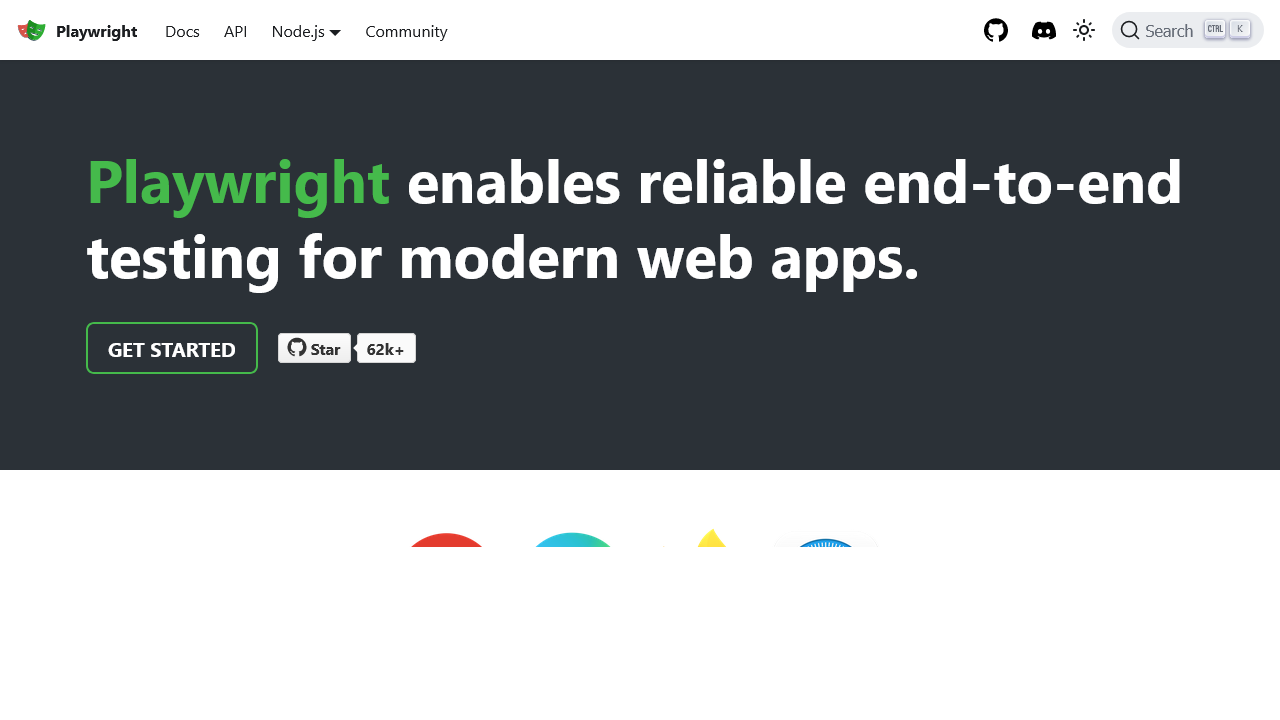 Playwright Docs API Node.js Community Search CTRL K
Playwright enables reliable end-to-end
testing for modern web apps.
GET STARTED Star 62k+